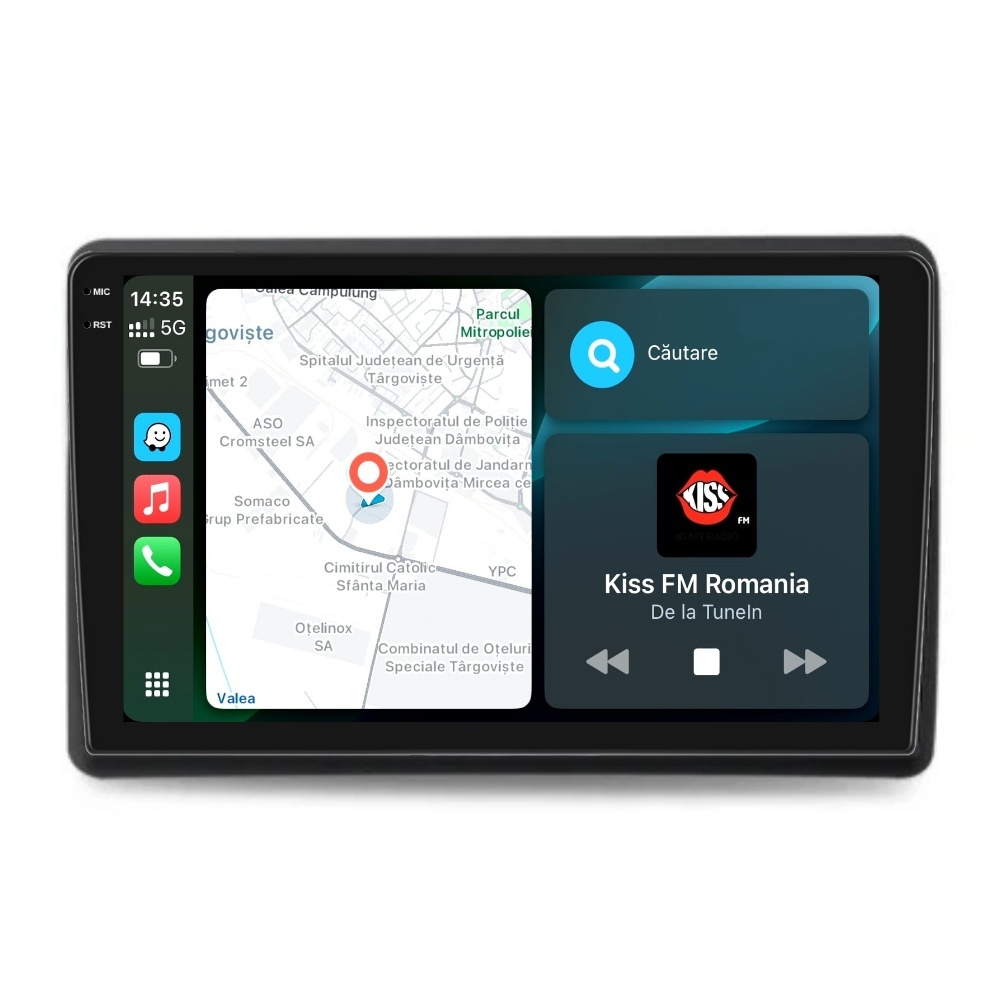 MIC
RST
14:35
5G
Calea Câmpulung
goviște
Parcul
Mitropoliei
Spitalul Județean de Urgență
Târgoviște
imet 2
ASO
Cromsteel SA
Inspectoratul de Poliție
Județean Dâmbovița
ectoratul de Jandarm
Dâmbovița Mircea ce
Somaco
Grup Prefabricate
Cimitirul Catolic
Sfânta Maria
YPC
Oțelinox
SA
Combinatul de Oțeluri
Speciale Târgoviște
Valea
Căutare
KISS
FM
Kiss FM Romania
De la TuneIn